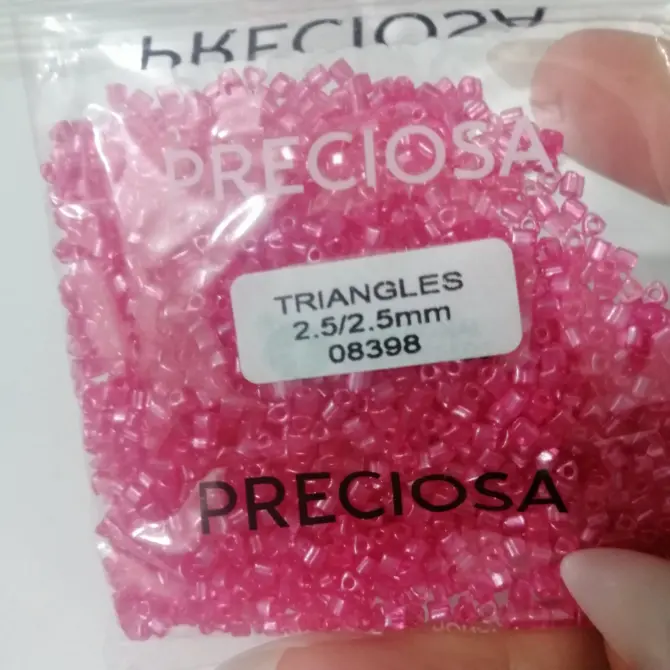 PRECIOSA
PRECIOSA
TRIANGLES
2.5/2.5mm
08398
PRECIOSA